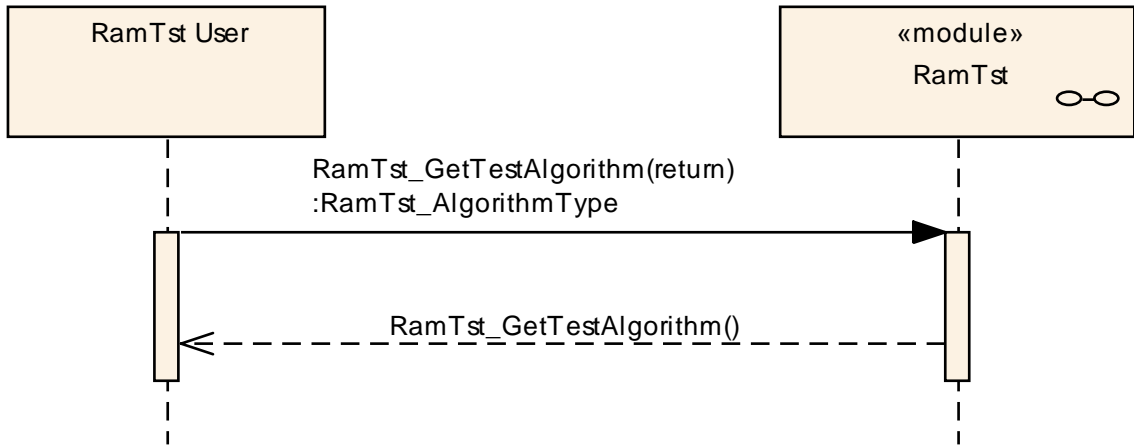 RamTst User
«module»
RamTst
RamTst_GetTestAlgorithm(return)
:RamTst_AlgorithmType
RamTst_GetTestAlgorithm()